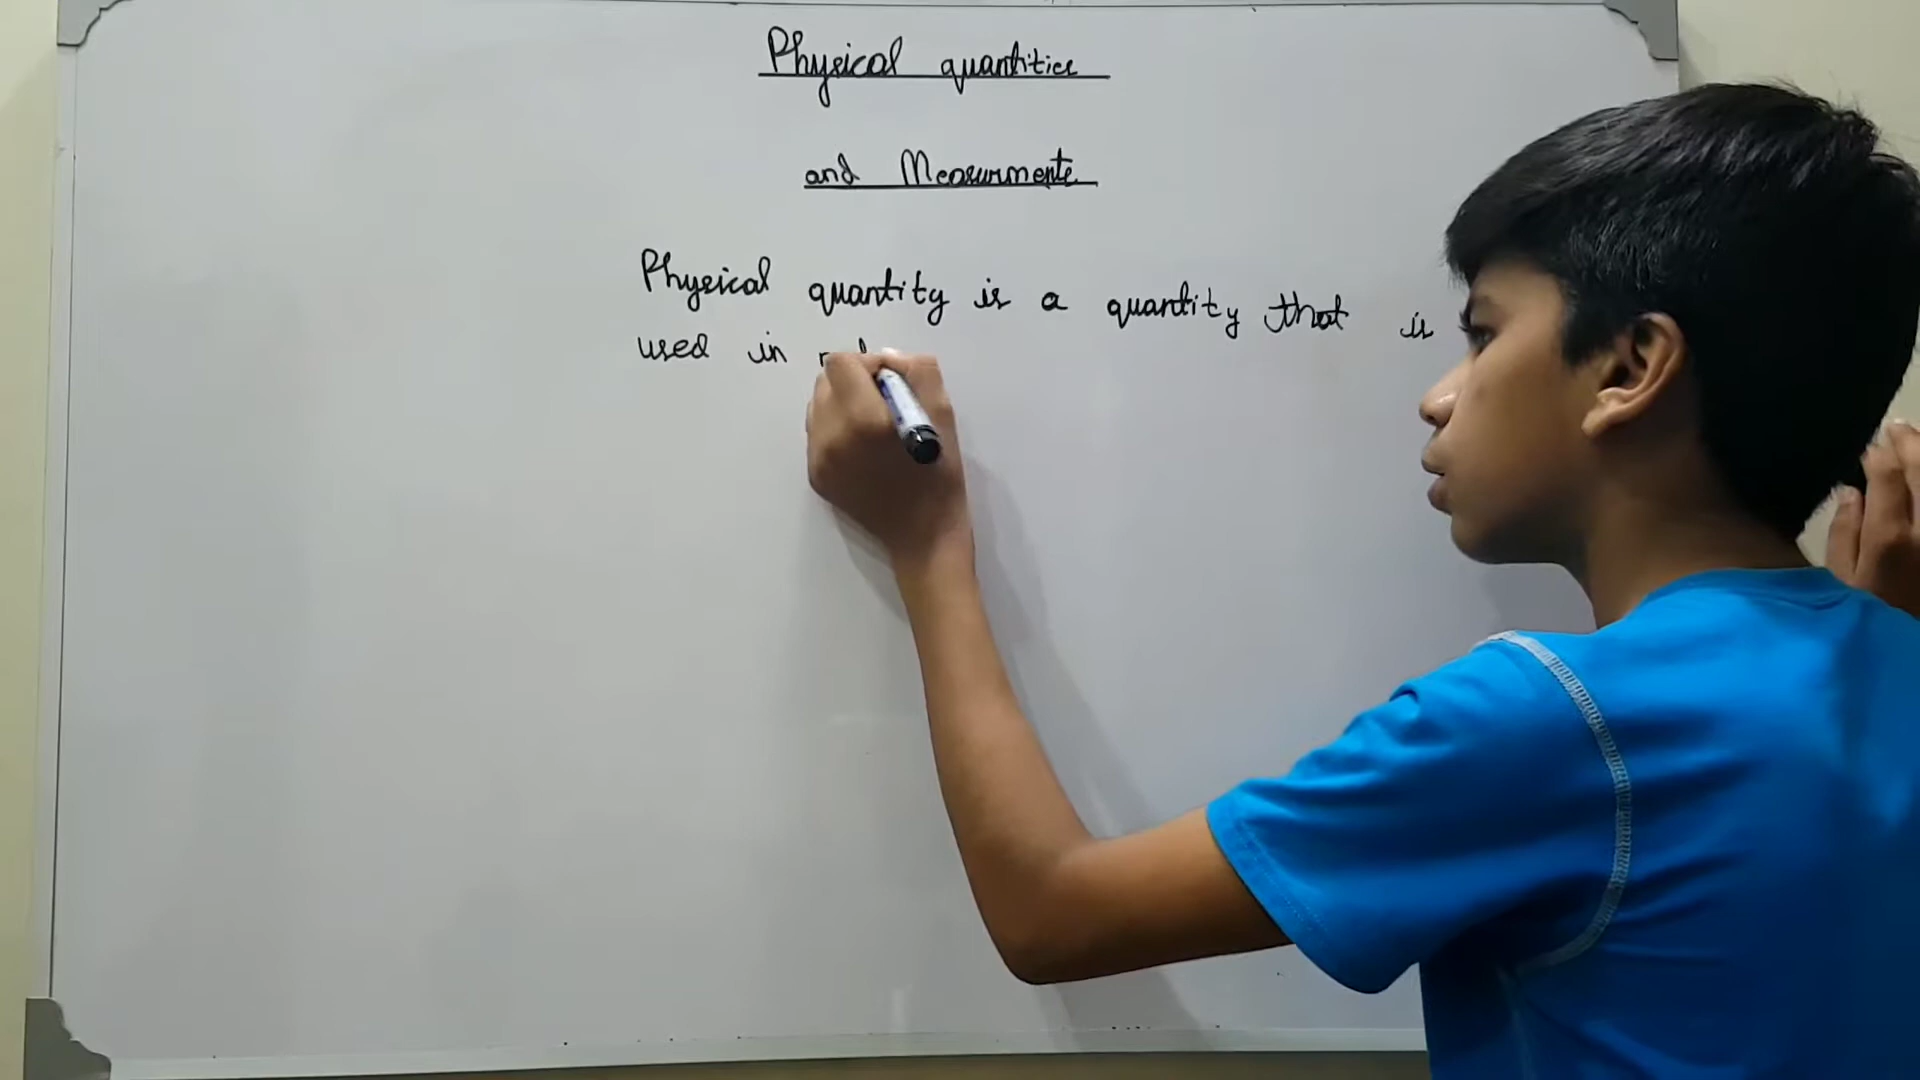 Physical quantities
and Measurments
Physical quantity is a quantity that is
used in